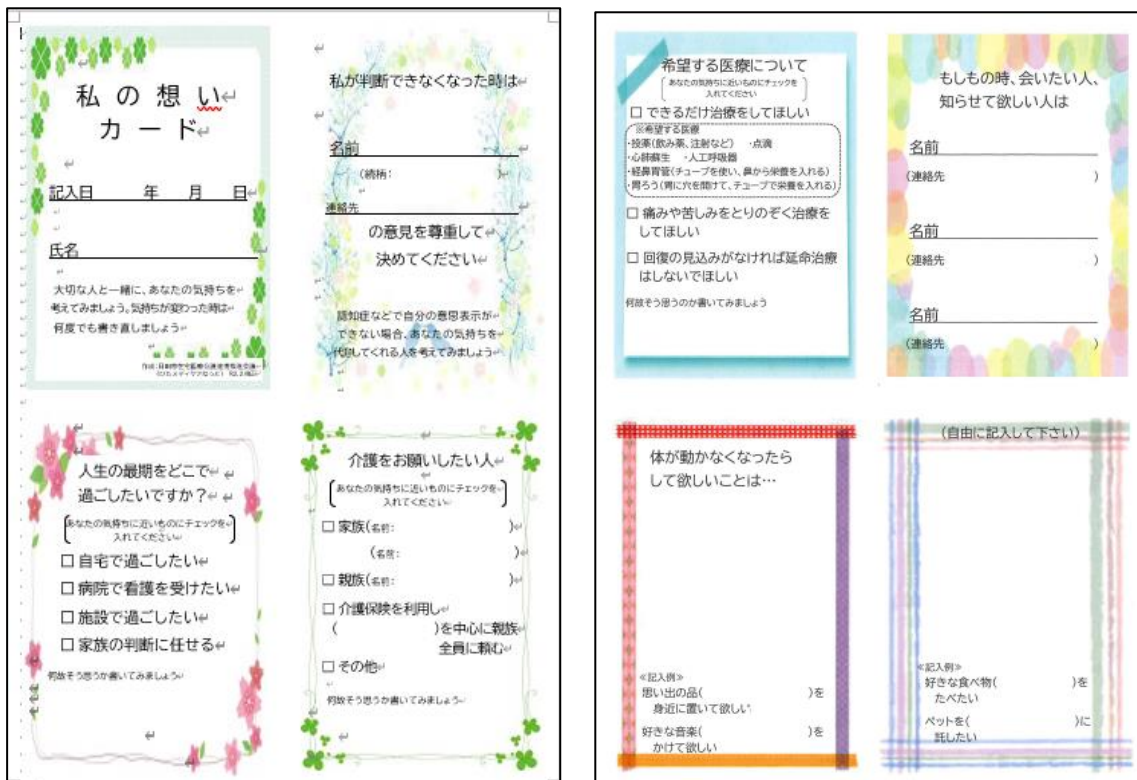 私の想い
カード
記入日　　年　月　日
氏名
大切な人と一緒に、あなたの気持ちを
考えてみましょう。気持ちが変わった時は
何度でも書き直しましょう
私が判断できなくなった時は
名前
(続柄:
連絡先
の意見を尊重して
決めてください
認知症などで自分の意思表示が
できない場合、あなたの気持ちを
代弁してくれる人を考えてみましょう
人生の最期をどこで
過ごしたいですか？
あなたの気持ちに近いものにチェックを
入れてください
□ 自宅で過ごしたい
□ 病院で看護を受けたい
□ 施設で過ごしたい
□ 家族の判断に任せる
何故そう思うか書いてみましょう
介護をお願いしたい人
あなたの気持ちに近いものにチェックを
入れてください
□ 家族(名前:　　　)
(名前:　　　)
□ 親族(名前:　　　)
□ 介護保険を利用し
(　　　)を中心に親族
全員に頼む
□ その他
何故そう思うか書いてみましょう
希望する医療について
あなたの気持ちに近いものにチェックを
入れてください
□ できるだけ治療をしてほしい
※希望する医療
・投薬(飲み薬、注射など)　・点滴
・心肺蘇生　・人工呼吸器
・経鼻胃管(チューブを使い、鼻から栄養を入れる)
・胃ろう(胃に穴を開けて、チューブで栄養を入れる)
□ 痛みや苦しみをとりのぞく治療を
してほしい
□ 回復の見込みがなければ延命治療
はしないでほしい
何故そう思うのか書いてみましょう
もしもの時、会いたい人、
知らせて欲しい人は
名前
(連絡先　　　)
名前
(連絡先　　　)
名前
(連絡先　　　)
体が動かなくなったら
して欲しいことは…
≪記入例≫
思い出の品(　　　)を
身近に置いて欲しい
好きな音楽(　　　)を
かけて欲しい
(自由に記入して下さい)
≪記入例≫
好きな食べ物(　　　)を
たべたい
ペットを(　　　)に
託したい